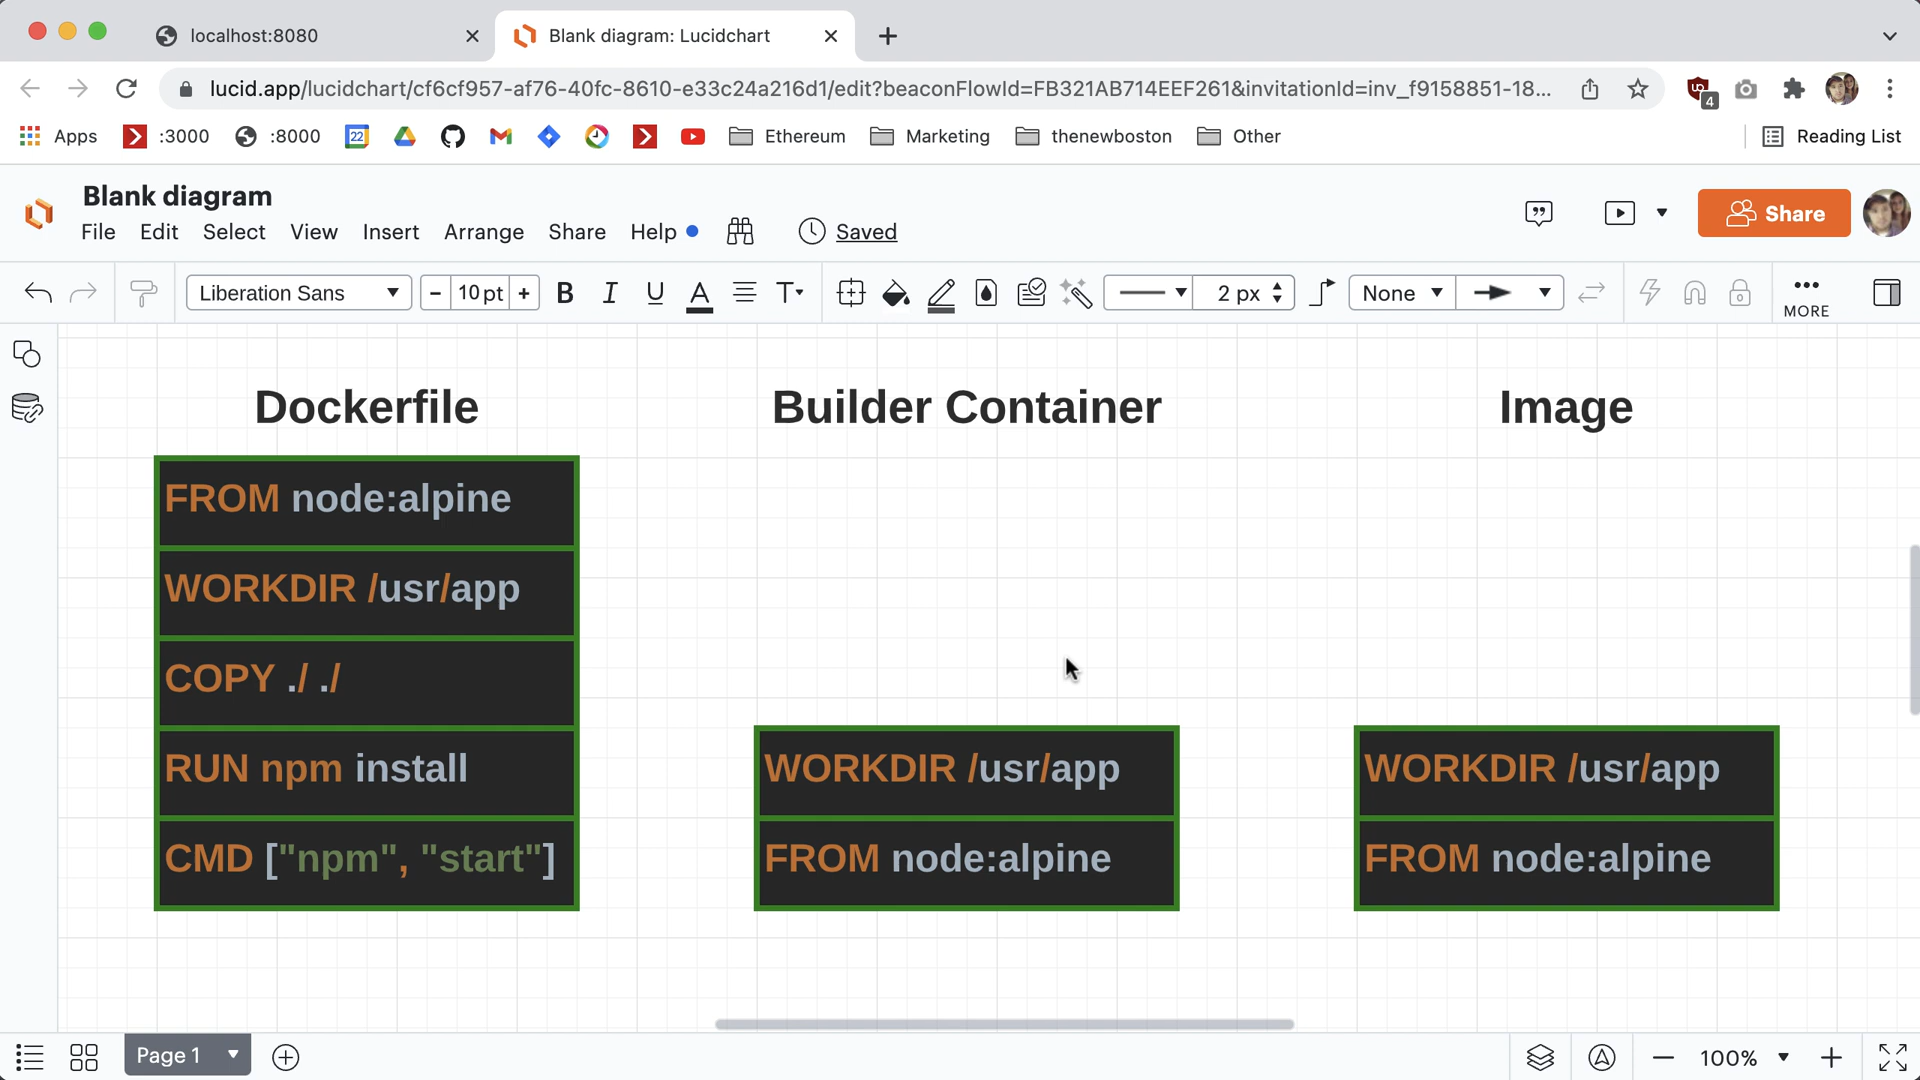 localhost:8080
Blank diagram: Lucidchart
lucid.app/lucidchart/cf6cf957-af76-40fc-8610-e33c24a216d1/edit?beaconFlowId=FB321AB714EEF261&invitationId=inv_f9158851-18...
4
Apps :3000 :8000 22 Ethereum Marketing thenewboston Other Reading List
Blank diagram
File Edit Select View Insert Arrange Share Help Saved
Share
Liberation Sans - 10 pt + B I U A T 2 px None MORE
Dockerfile Builder Container Image
FROM node:alpine
WORKDIR /usr/app
COPY ./ ./
RUN npm install WORKDIR /usr/app WORKDIR /usr/app
CMD ["npm", "start"] FROM node:alpine FROM node:alpine
Page 1 100%